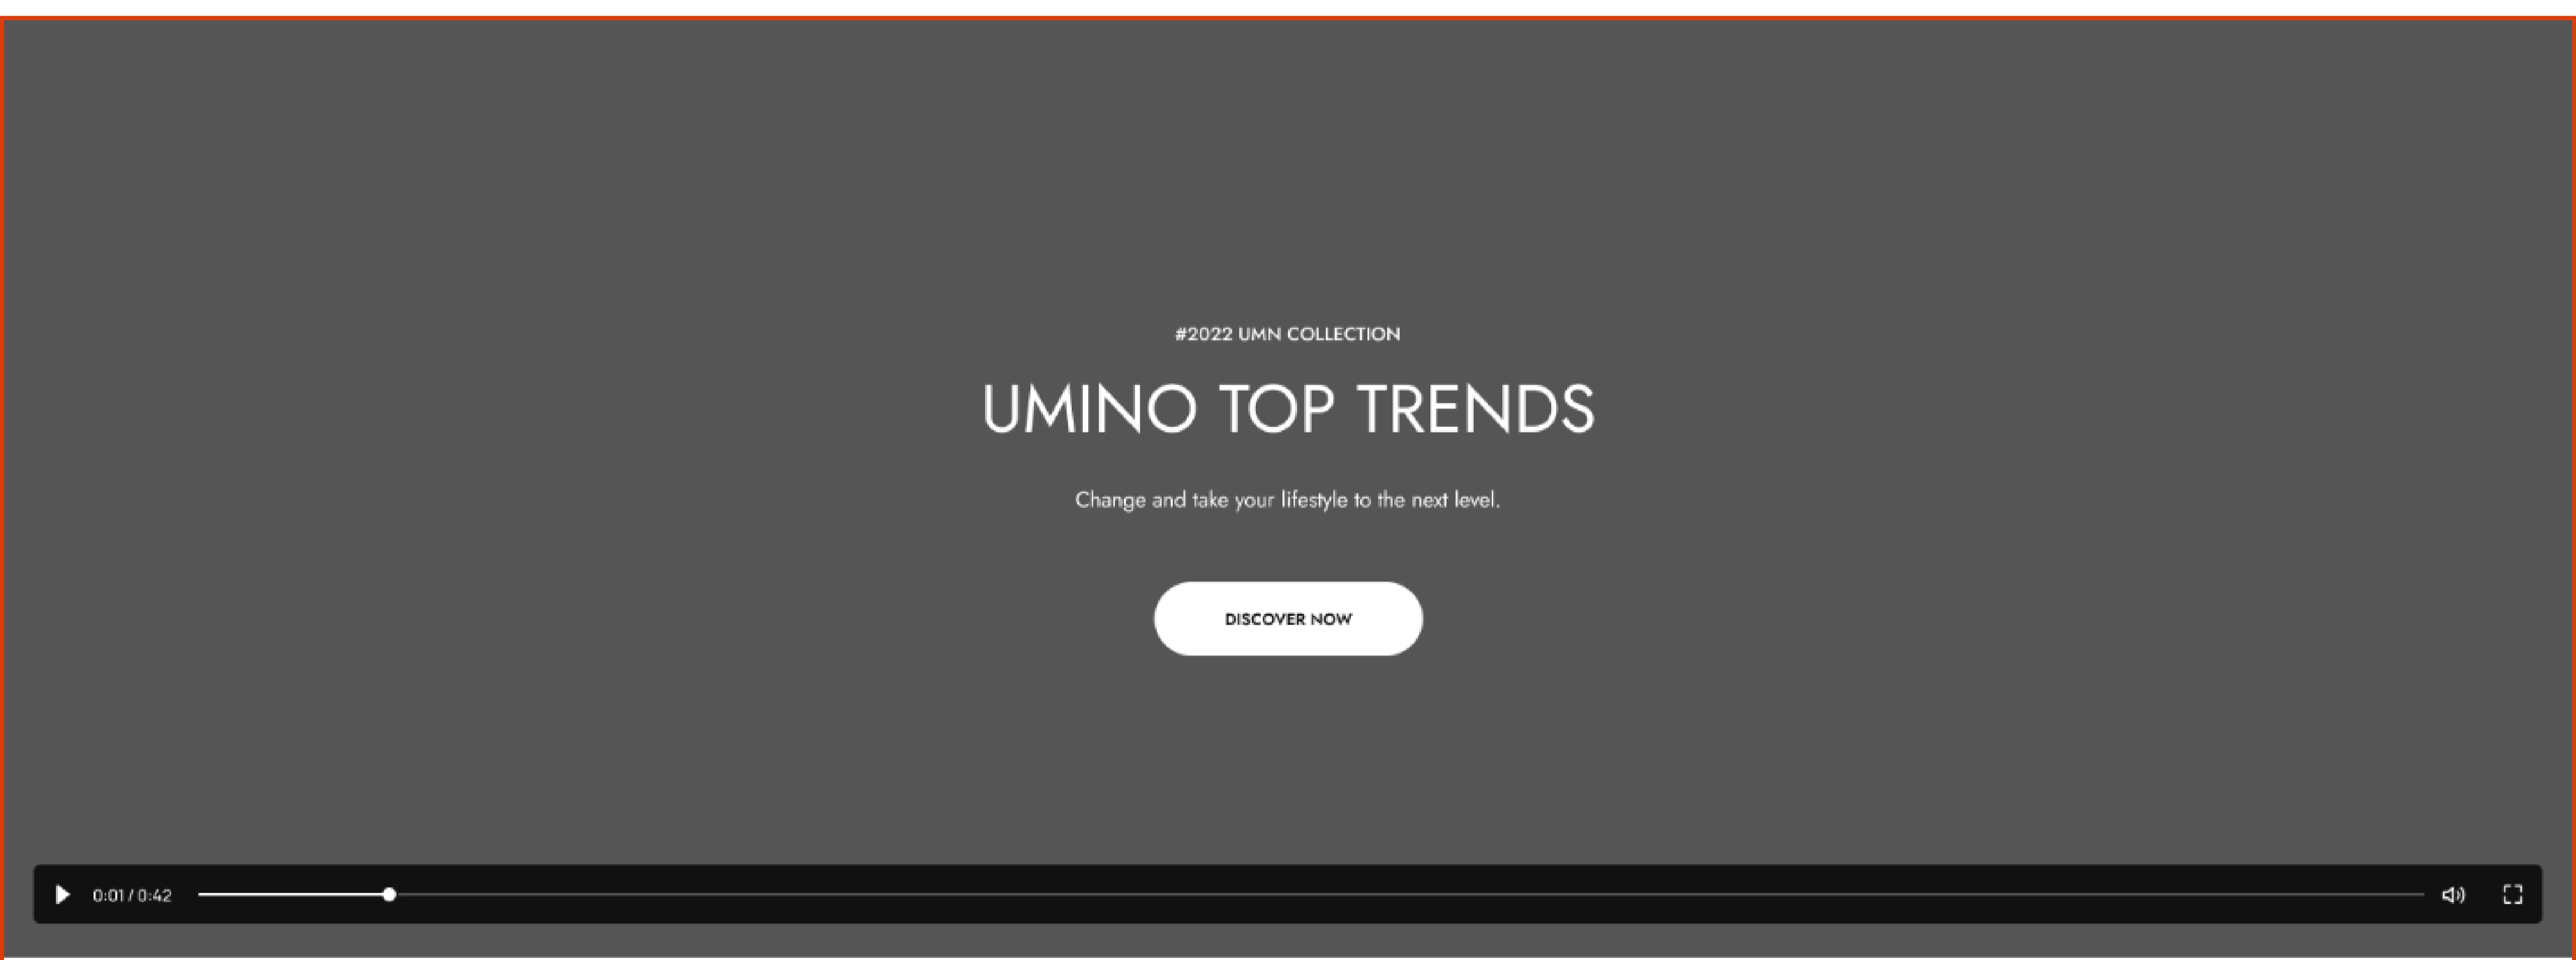 #2022 UMN COLLECTION
UMINO TOP TRENDS
Change and take your lifestyle to the next level.
DISCOVER NOW
0:01 / 0:42